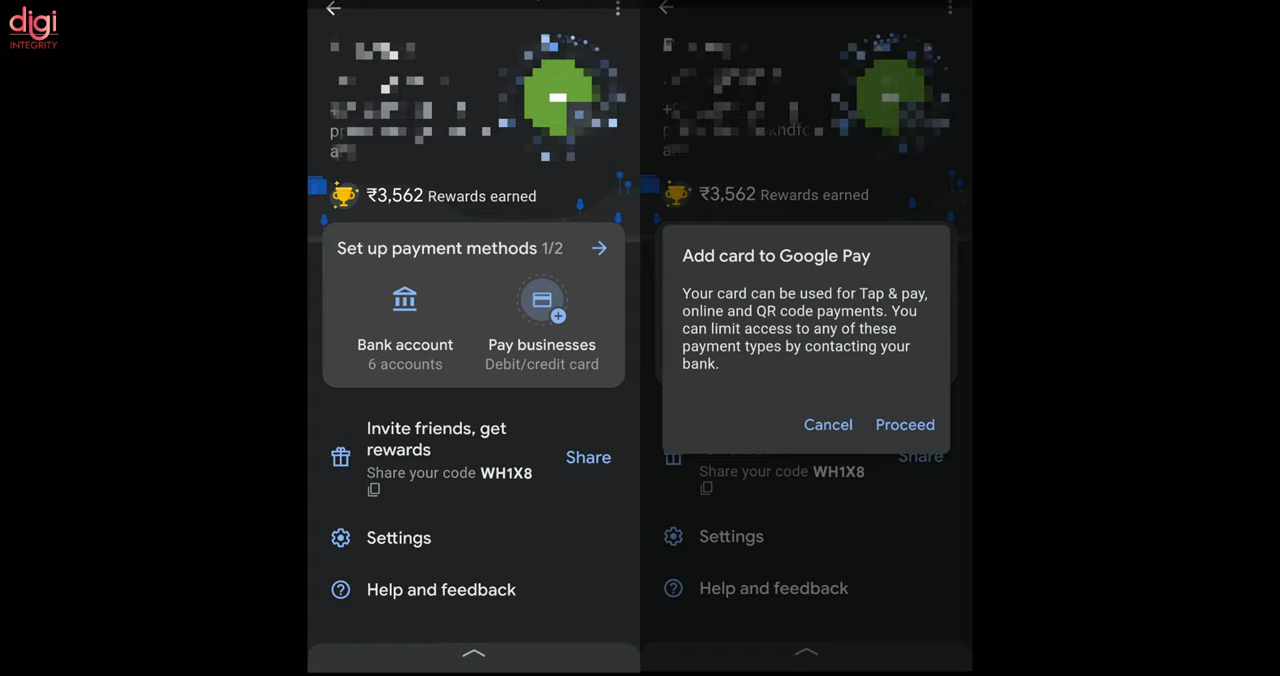 digi
INTEGRITY
₹3,562 Rewards earned
Set up payment methods 1/2
Bank account
6 accounts
Pay businesses
Debit/credit card
Invite friends, get
rewards
Share your code WH1X8
Share
Settings
Help and feedback
₹3,562 Rewards earned
Add card to Google Pay
Your card can be used for Tap & pay,
online and QR code payments. You
can limit access to any of these
payment types by contacting your
bank.
Cancel
Proceed
Share your code WH1X8
Share
Settings
Help and feedback